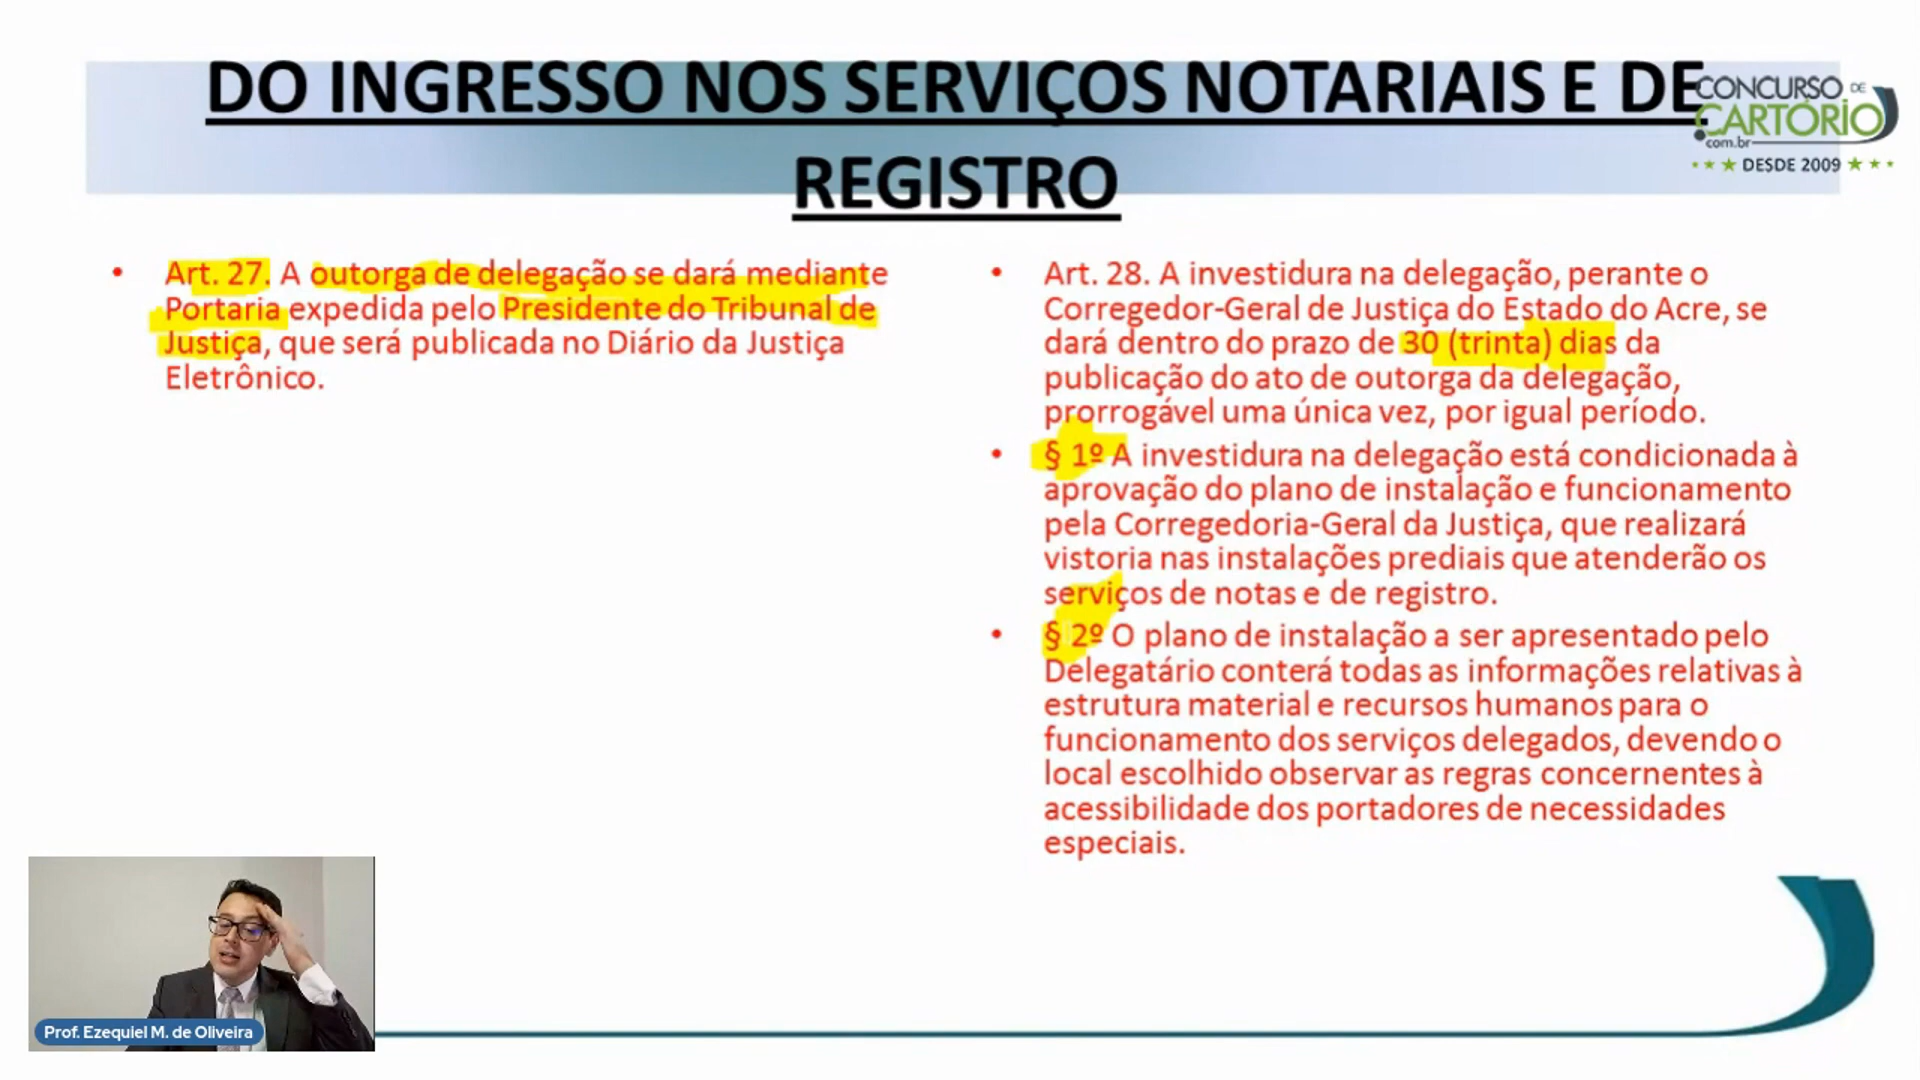 DO INGRESSO NOS SERVIÇOS NOTARIAIS E DE
REGISTRO
CONCURSO DE
CARTÓRIO
.com.br
DESDE 2009
• Art. 27. A outorga de delegação se dará mediante
Portaria expedida pelo Presidente do Tribunal de
Justiça, que será publicada no Diário da Justiça
Eletrônico.
• Art. 28. A investidura na delegação, perante o
Corregedor-Geral de Justiça do Estado do Acre, se
dará dentro do prazo de 30 (trinta) dias da
publicação do ato de outorga da delegação,
prorrogável uma única vez, por igual período.
• § 1º A investidura na delegação está condicionada à
aprovação do plano de instalação e funcionamento
pela Corregedoria-Geral da Justiça, que realizará
vistoria nas instalações prediais que atenderão os
serviços de notas e de registro.
• § 2º O plano de instalação a ser apresentado pelo
Delegatário conterá todas as informações relativas à
estrutura material e recursos humanos para o
funcionamento dos serviços delegados, devendo o
local escolhido observar as regras concernentes à
acessibilidade dos portadores de necessidades
especiais.
Prof. Ezequiel M. de Oliveira